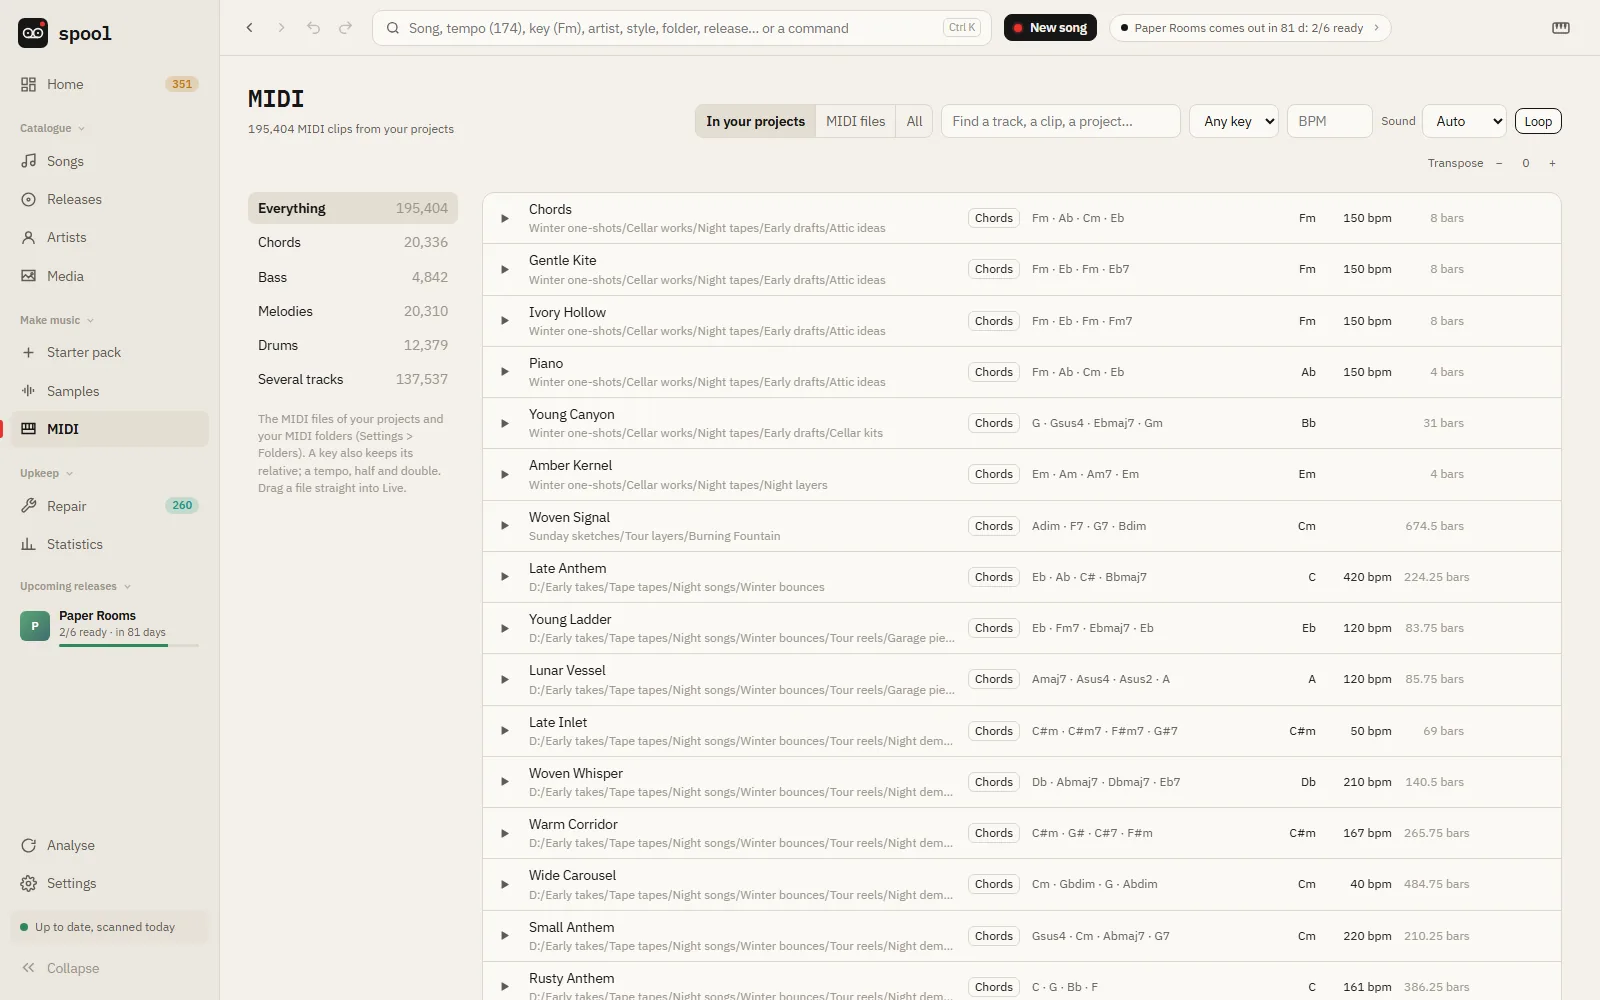 spool
Song, tempo (174), key (Fm), artist, style, folder, release... or a command
Ctrl K
New song
Paper Rooms comes out in 81 d: 2/6 ready
Home
351
Catalogue
Songs
Releases
Artists
Media
Make music
Starter pack
Samples
MIDI
Upkeep
Repair
260
Statistics
Upcoming releases
P
Paper Rooms
2/6 ready · in 81 days
Analyse
Settings
Up to date, scanned today
Collapse
MIDI
195,404 MIDI clips from your projects
In your projects
MIDI files
All
Find a track, a clip, a project...
Any key
BPM
Sound
Auto
Loop
Transpose − 0 +
Everything 195,404
Chords 20,336
Bass 4,842
Melodies 20,310
Drums 12,379
Several tracks 137,537
The MIDI files of your projects and
your MIDI folders (Settings >
Folders). A key also keeps its
relative; a tempo, half and double.
Drag a file straight into Live.
Chords
Winter one-shots/Cellar works/Night tapes/Early drafts/Attic ideas
Chords Fm · Ab · Cm · Eb Fm 150 bpm 8 bars
Gentle Kite
Winter one-shots/Cellar works/Night tapes/Early drafts/Attic ideas
Chords Fm · Eb · Fm · Eb7 Fm 150 bpm 8 bars
Ivory Hollow
Winter one-shots/Cellar works/Night tapes/Early drafts/Attic ideas
Chords Fm · Eb · Fm · Fm7 Fm 150 bpm 8 bars
Piano
Winter one-shots/Cellar works/Night tapes/Early drafts/Attic ideas
Chords Fm · Ab · Cm · Eb Ab 150 bpm 4 bars
Young Canyon
Winter one-shots/Cellar works/Night tapes/Early drafts/Cellar kits
Chords G · Gsus4 · Ebmaj7 · Gm Bb 31 bars
Amber Kernel
Winter one-shots/Cellar works/Night tapes/Night layers
Chords Em · Am · Am7 · Em Em 4 bars
Woven Signal
Sunday sketches/Tour layers/Burning Fountain
Chords Adim · F7 · G7 · Bdim Cm 674.5 bars
Late Anthem
D:/Early takes/Tape tapes/Night songs/Winter bounces
Chords Eb · Ab · C# · Bbmaj7 C 420 bpm 224.25 bars
Young Ladder
D:/Early takes/Tape tapes/Night songs/Winter bounces/Tour reels/Garage pie...
Chords Eb · Fm7 · Ebmaj7 · Eb Eb 120 bpm 83.75 bars
Lunar Vessel
D:/Early takes/Tape tapes/Night songs/Winter bounces/Tour reels/Garage pie...
Chords Amaj7 · Asus4 · Asus2 · A A 120 bpm 85.75 bars
Late Inlet
D:/Early takes/Tape tapes/Night songs/Winter bounces/Tour reels/Night dem...
Chords C#m · C#m7 · F#m7 · G#7 C#m 50 bpm 69 bars
Woven Whisper
D:/Early takes/Tape tapes/Night songs/Winter bounces/Tour reels/Night dem...
Chords Db · Abmaj7 · Dbmaj7 · Eb7 Db 210 bpm 140.5 bars
Warm Corridor
D:/Early takes/Tape tapes/Night songs/Winter bounces/Tour reels/Night dem...
Chords C#m · G# · C#7 · F#m C#m 167 bpm 265.75 bars
Wide Carousel
D:/Early takes/Tape tapes/Night songs/Winter bounces/Tour reels/Night dem...
Chords Cm · Gbdim · G · Abdim Cm 40 bpm 484.75 bars
Small Anthem
D:/Early takes/Tape tapes/Night songs/Winter bounces/Tour reels/Night dem...
Chords Gsus4 · Cm · Abmaj7 · G7 Cm 220 bpm 210.25 bars
Rusty Anthem
D:/Early takes/Tape tapes/Night songs/Winter bounces/Tour reels/Night dem...
Chords C · G · Bb · F C 161 bpm 386.25 bars